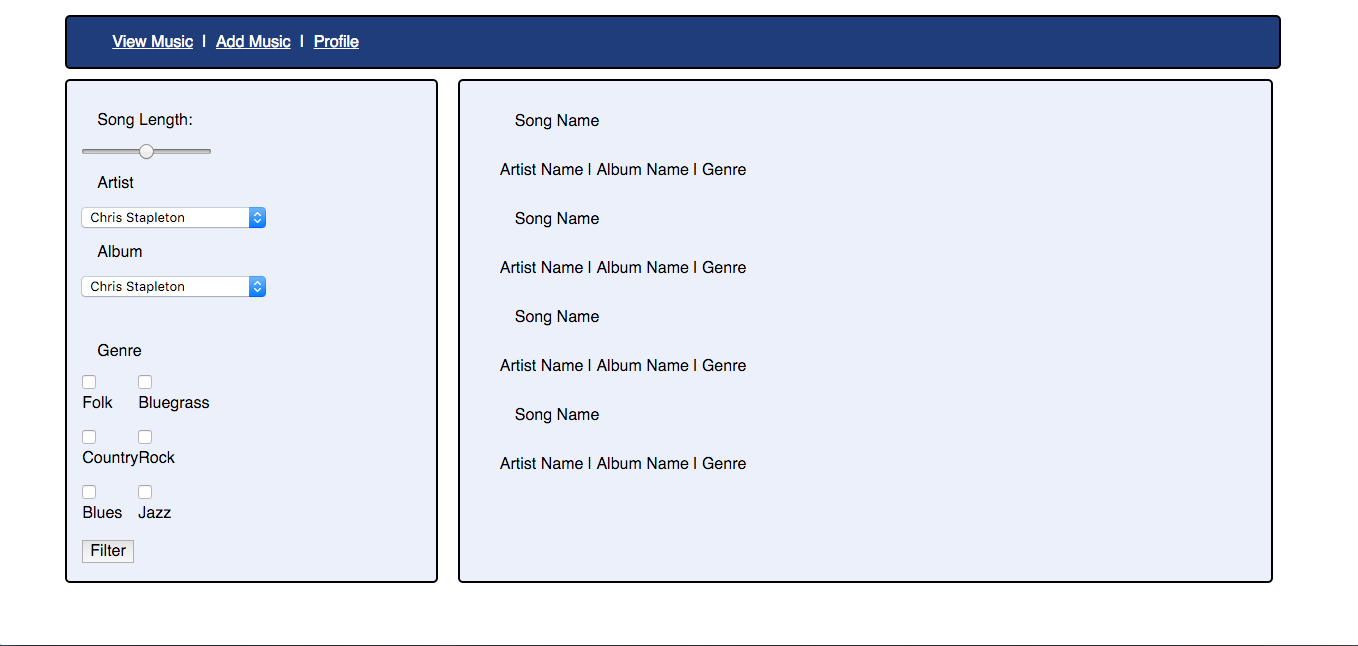 View Music | Add Music | Profile
Song Length:
Artist
Chris Stapleton
Album
Chris Stapleton
Genre
Folk Bluegrass
CountryRock
Blues Jazz
Filter
Song Name
Artist Name | Album Name | Genre
Song Name
Artist Name | Album Name | Genre
Song Name
Artist Name | Album Name | Genre
Song Name
Artist Name | Album Name | Genre